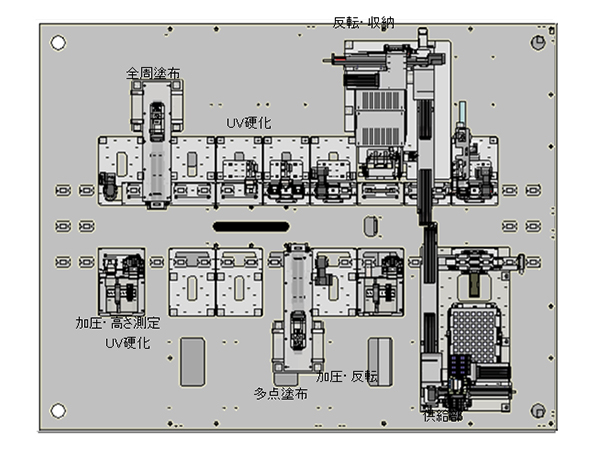 反転・収納
全周塗布
UV硬化
加圧・高さ測定
UV硬化
加圧・反転
多点塗布
供給部